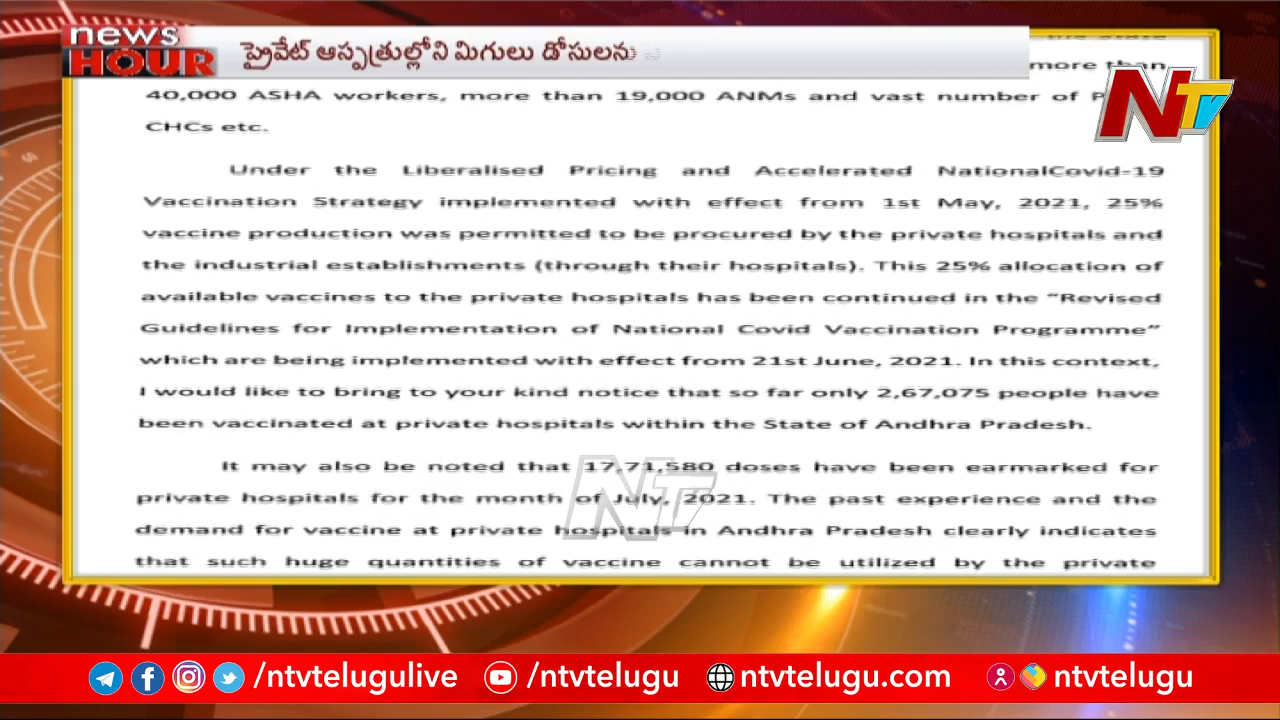 news
HOUR
ప్రైవేట్ ఆస్పత్రుల్లోని మిగులు డోసులను
the State
more than
NTV
40,000 ASHA workers, more than 19,000 ANMs and vast number of
CHCs etc.
Under the Liberalised Pricing and Accelerated NationalCovid-19
Vaccination Strategy implemented with effect from 1st May, 2021, 25%
vaccine production was permitted to be procured by the private hospitals and
the industrial establishments (through their hospitals). This 25% allocation of
available vaccines to the private hospitals has been continued in the “Revised
Guidelines for Implementation of National Covid Vaccination Programme”
which are being implemented with effect from 21st June, 2021. In this context,
I would like to bring to your kind notice that so far only 2,67,075 people have
been vaccinated at private hospitals within the State of Andhra Pradesh.
It may also be noted that 17,71,580 doses have been earmarked for
private hospitals for the month of July, 2021. The past experience and the
demand for vaccine at private hospitals in Andhra Pradesh clearly indicates
that such huge quantities of vaccine cannot be utilized by the private
NTV
/ntvtelugulive /ntvtelugu ntvtelugu.com ntvtelugu